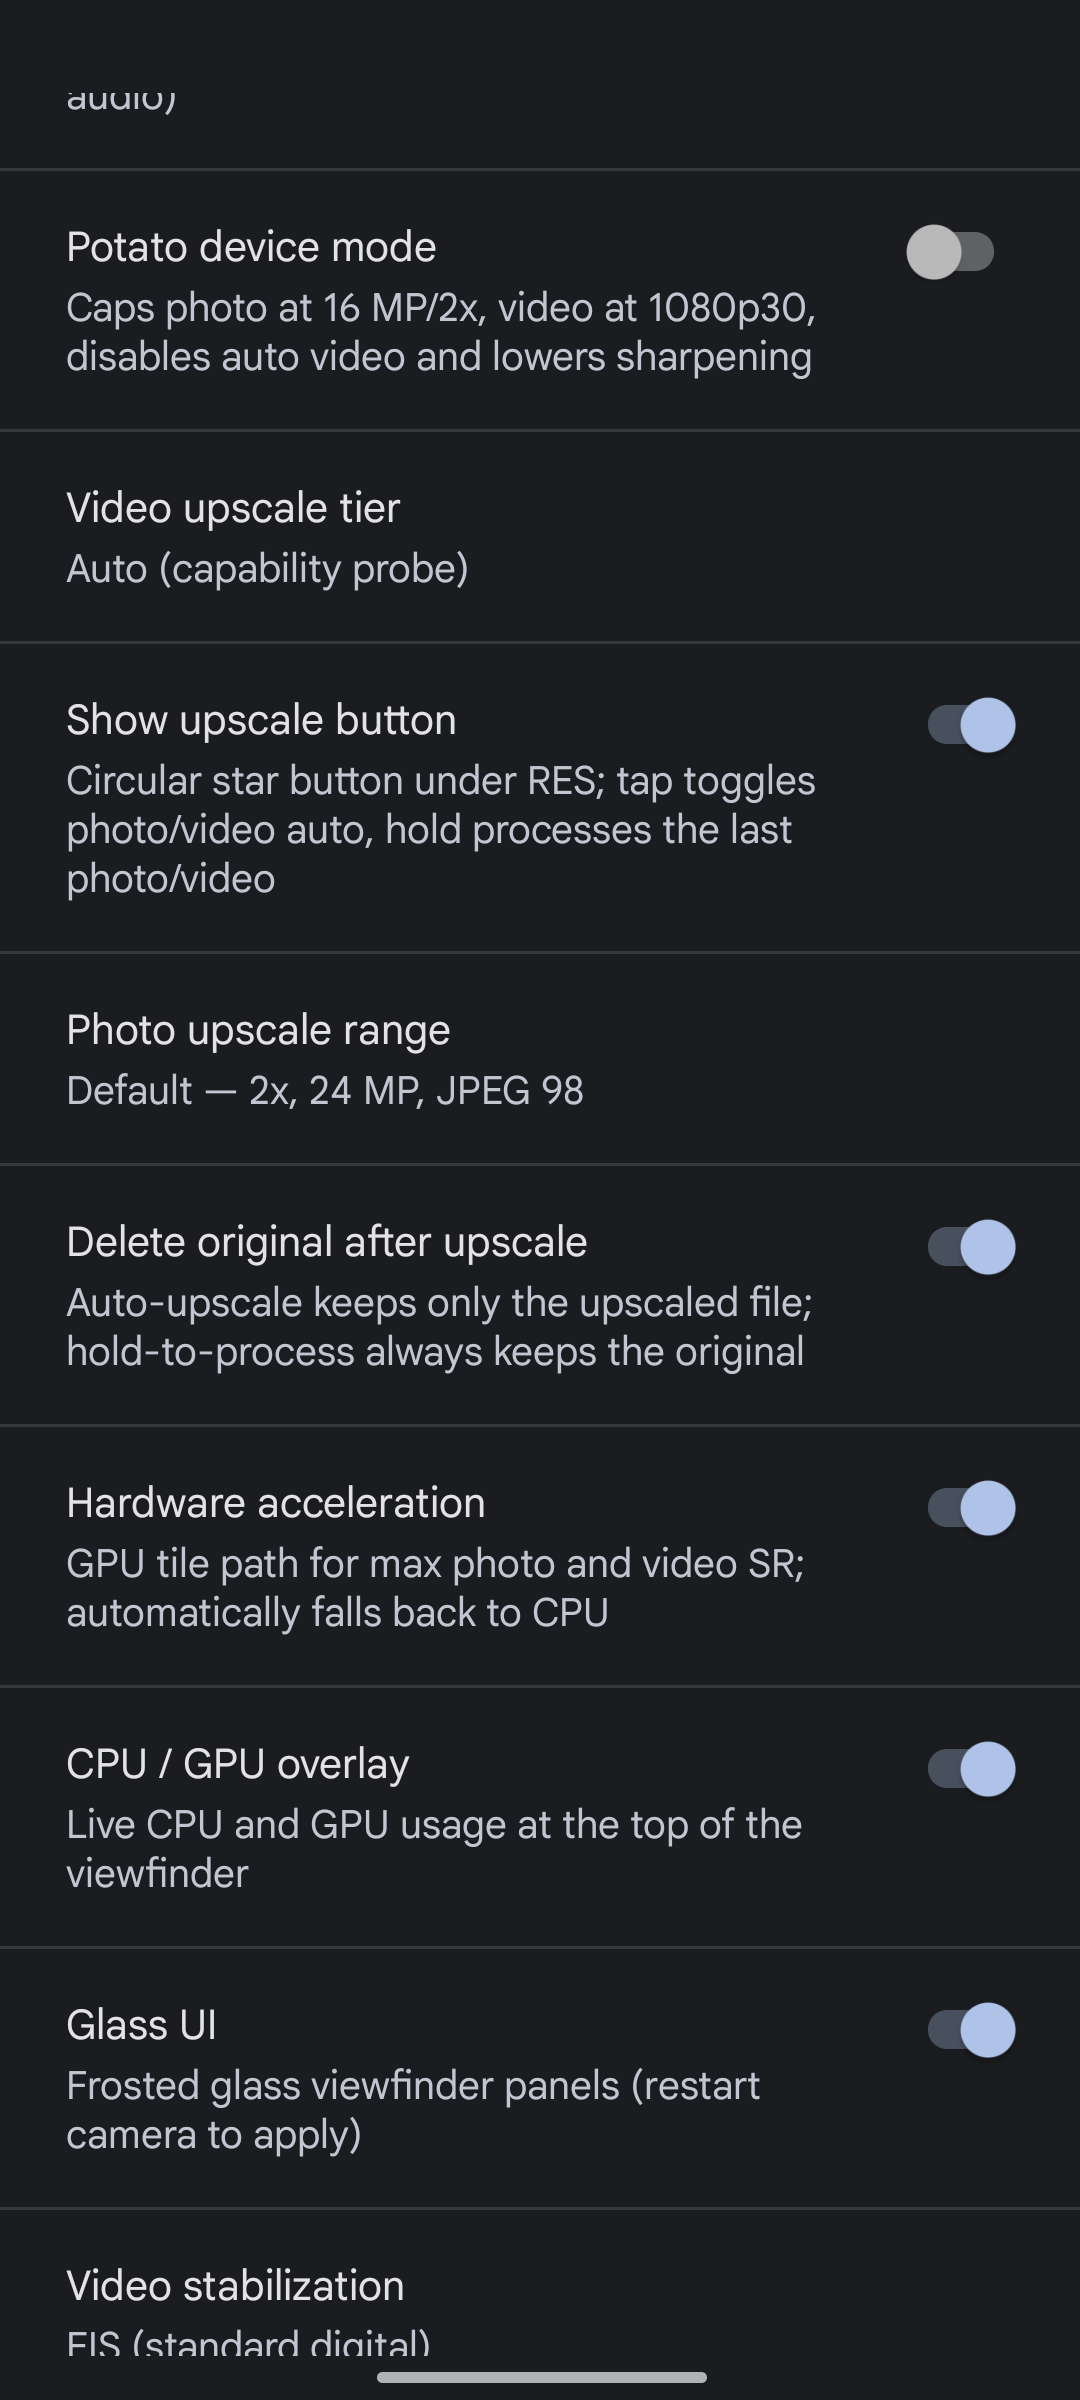 audio)
Potato device mode
Caps photo at 16 MP/2x, video at 1080p30,
disables auto video and lowers sharpening
Video upscale tier
Auto (capability probe)
Show upscale button
Circular star button under RES; tap toggles
photo/video auto, hold processes the last
photo/video
Photo upscale range
Default — 2x, 24 MP, JPEG 98
Delete original after upscale
Auto-upscale keeps only the upscaled file;
hold-to-process always keeps the original
Hardware acceleration
GPU tile path for max photo and video SR;
automatically falls back to CPU
CPU / GPU overlay
Live CPU and GPU usage at the top of the
viewfinder
Glass UI
Frosted glass viewfinder panels (restart
camera to apply)
Video stabilization
EIS (standard digital)